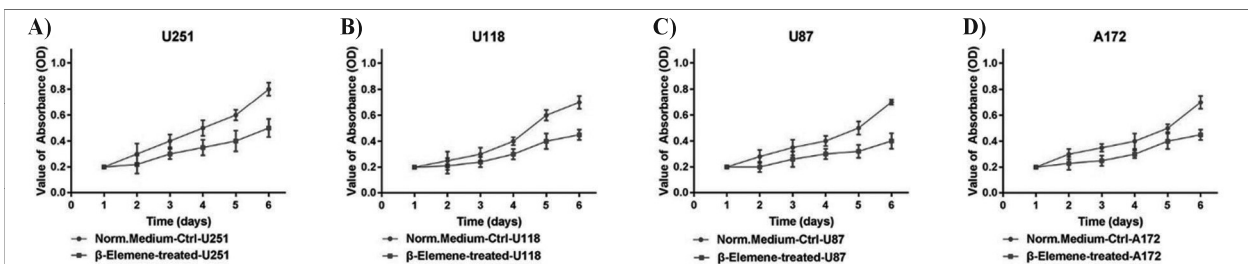 A)
U251
Value of Absorbance (OD)
1.0
0.8
0.6
0.4
0.2
0.0
0 1 2 3 4 5 6
Time (days)
Norm.Medium-Ctrl-U251
β-Elemene-treated-U251
B)
U118
Value of Absorbance (OD)
1.0
0.8
0.6
0.4
0.2
0.0
0 1 2 3 4 5 6
Time (days)
Norm.Medium-Ctrl-U118
β-Elemene-treated-U118
C)
U87
Value of Absorbance (OD)
1.0
0.8
0.6
0.4
0.2
0.0
0 1 2 3 4 5 6
Time (days)
Norm.Medium-Ctrl-U87
β-Elemene-treated-U87
D)
A172
Value of Absorbance (OD)
1.0
0.8
0.6
0.4
0.2
0.0
0 1 2 3 4 5 6
Time (days)
Norm.Medium-Ctrl-A172
β-Elemene-treated-A172